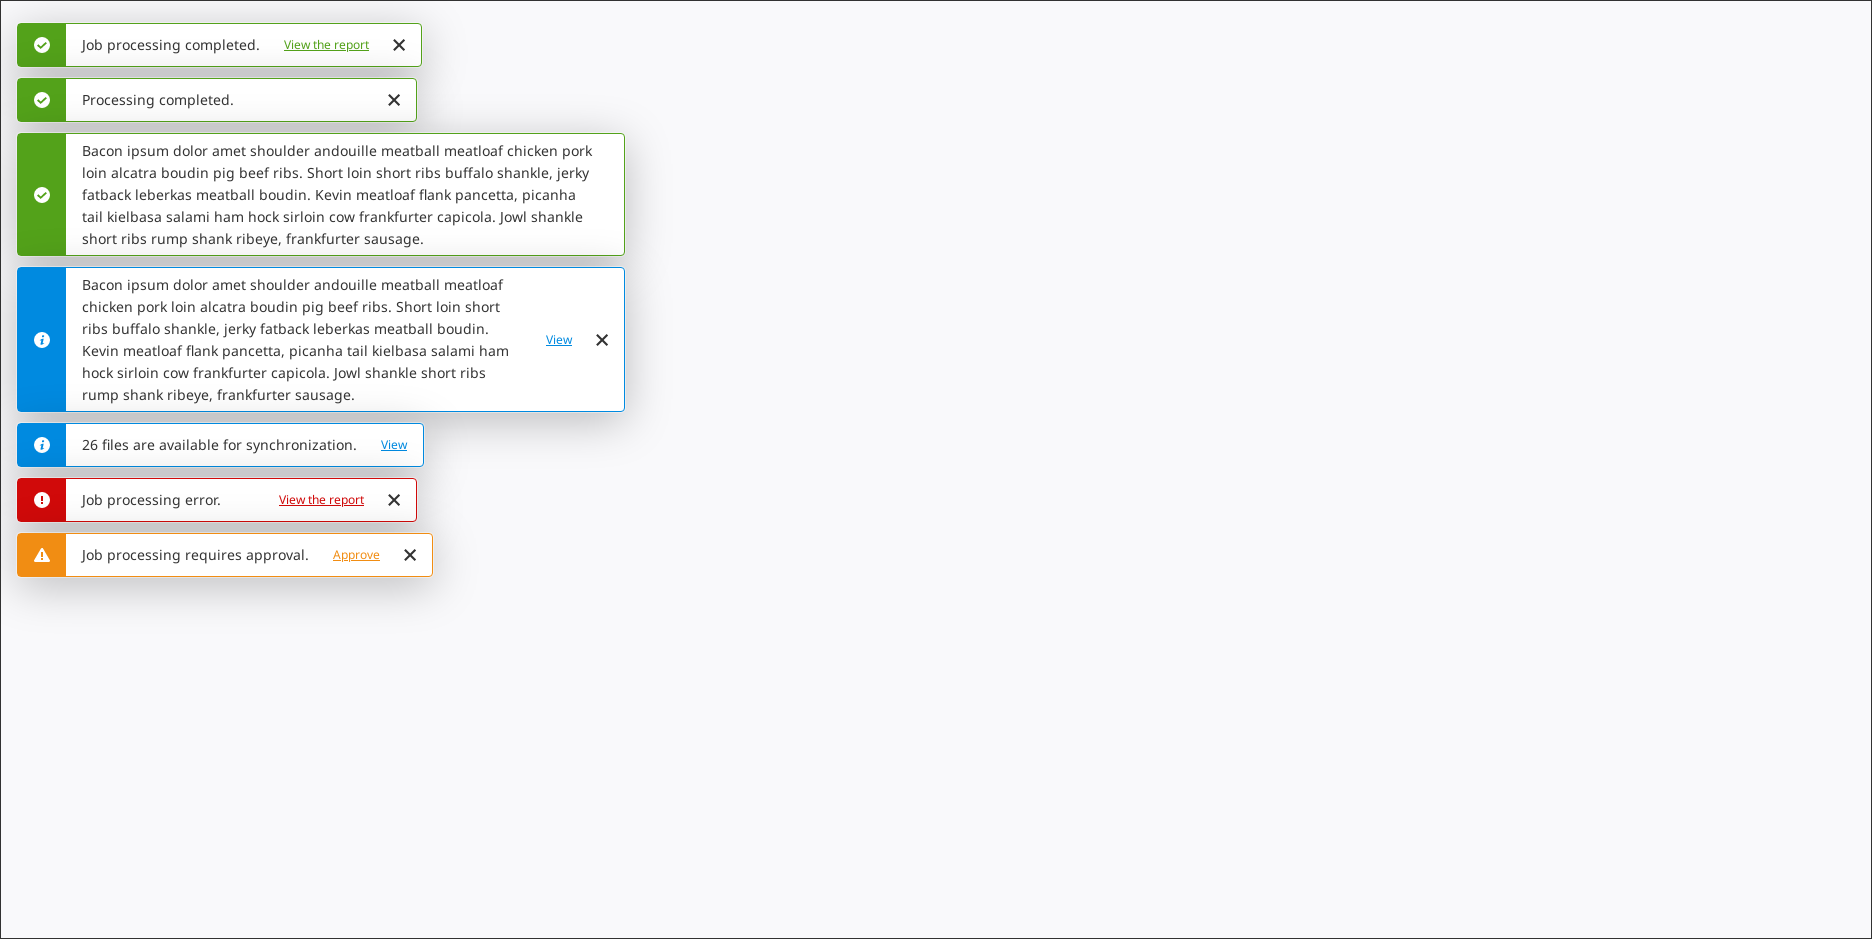 Job processing completed. View the report
Processing completed.
Bacon ipsum dolor amet shoulder andouille meatball meatloaf chicken pork
loin alcatra boudin pig beef ribs. Short loin short ribs buffalo shankle, jerky
fatback leberkas meatball boudin. Kevin meatloaf flank pancetta, picanha
tail kielbasa salami ham hock sirloin cow frankfurter capicola. Jowl shankle
short ribs rump shank ribeye, frankfurter sausage.
Bacon ipsum dolor amet shoulder andouille meatball meatloaf
chicken pork loin alcatra boudin pig beef ribs. Short loin short
ribs buffalo shankle, jerky fatback leberkas meatball boudin.
Kevin meatloaf flank pancetta, picanha tail kielbasa salami ham
hock sirloin cow frankfurter capicola. Jowl shankle short ribs
rump shank ribeye, frankfurter sausage.
View
26 files are available for synchronization. View
Job processing error. View the report
Job processing requires approval. Approve